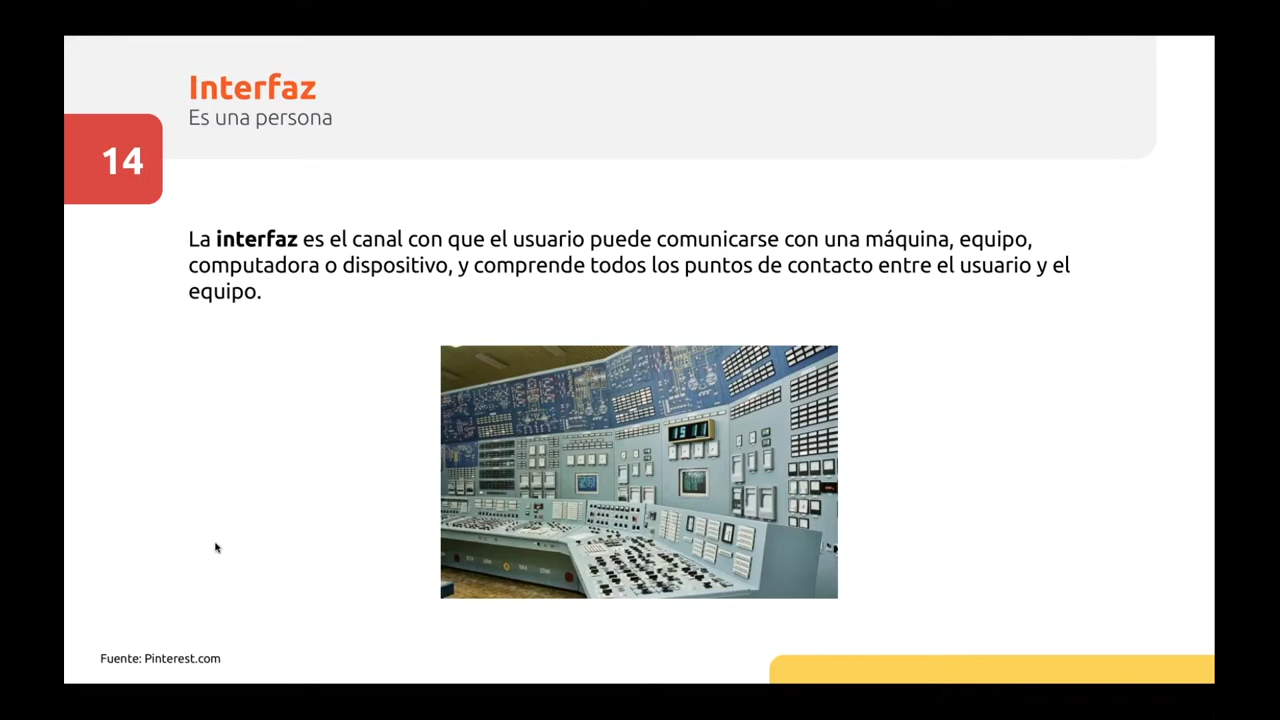 Interfaz
Es una persona
14
La interfaz es el canal con que el usuario puede comunicarse con una máquina, equipo,
computadora o dispositivo, y comprende todos los puntos de contacto entre el usuario y el
equipo.
Fuente: Pinterest.com